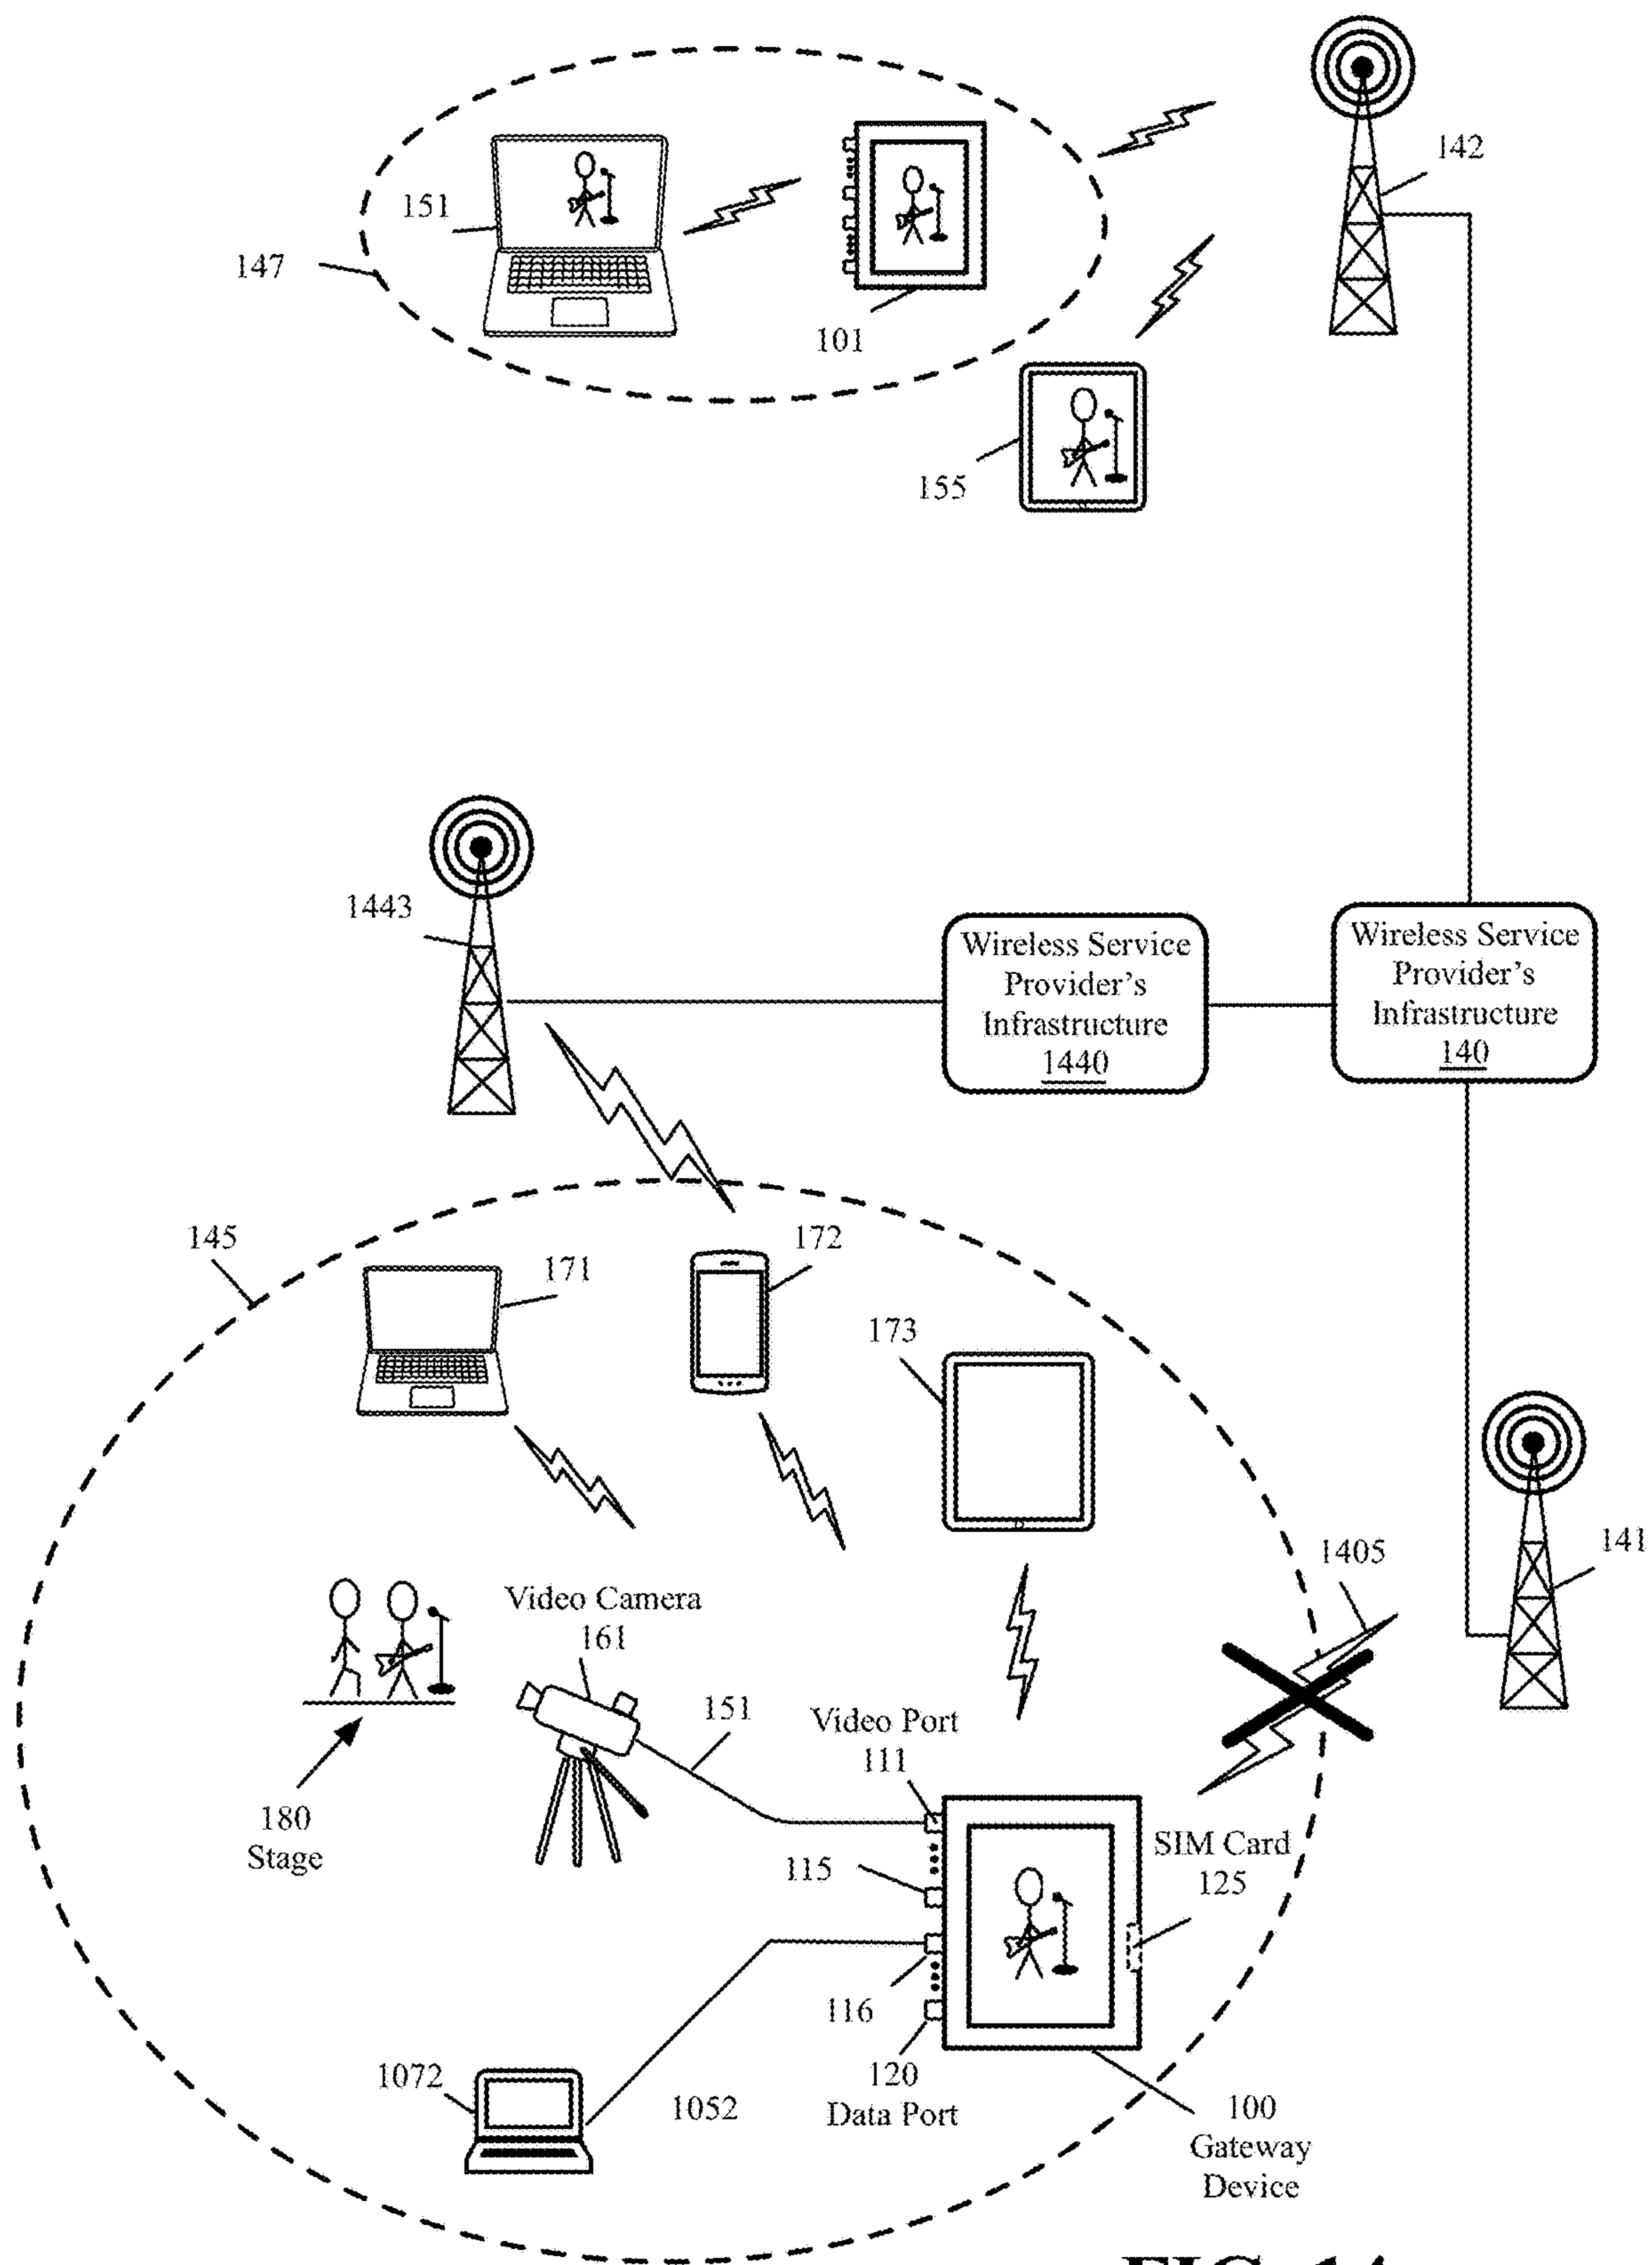 142
151
147
101
155
1443
Wireless Service
Provider's
Infrastructure
1440
Wireless Service
Provider's
Infrastructure
140
145
171
172
173
1405
141
Video Camera
161
151
Video Port
111
180
Stage
115
SIM Card
125
116
120
Data Port
1072
1052
100
Gateway
Device